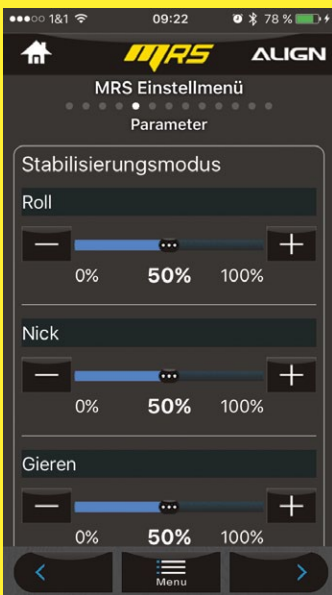 1&1 09:22 78 %
MRS ALIGN
MRS Einstellmenü
Parameter
Stabilisierungsmodus
Roll
0% 50% 100%
Nick
0% 50% 100%
Gieren
0% 50% 100%
Menu